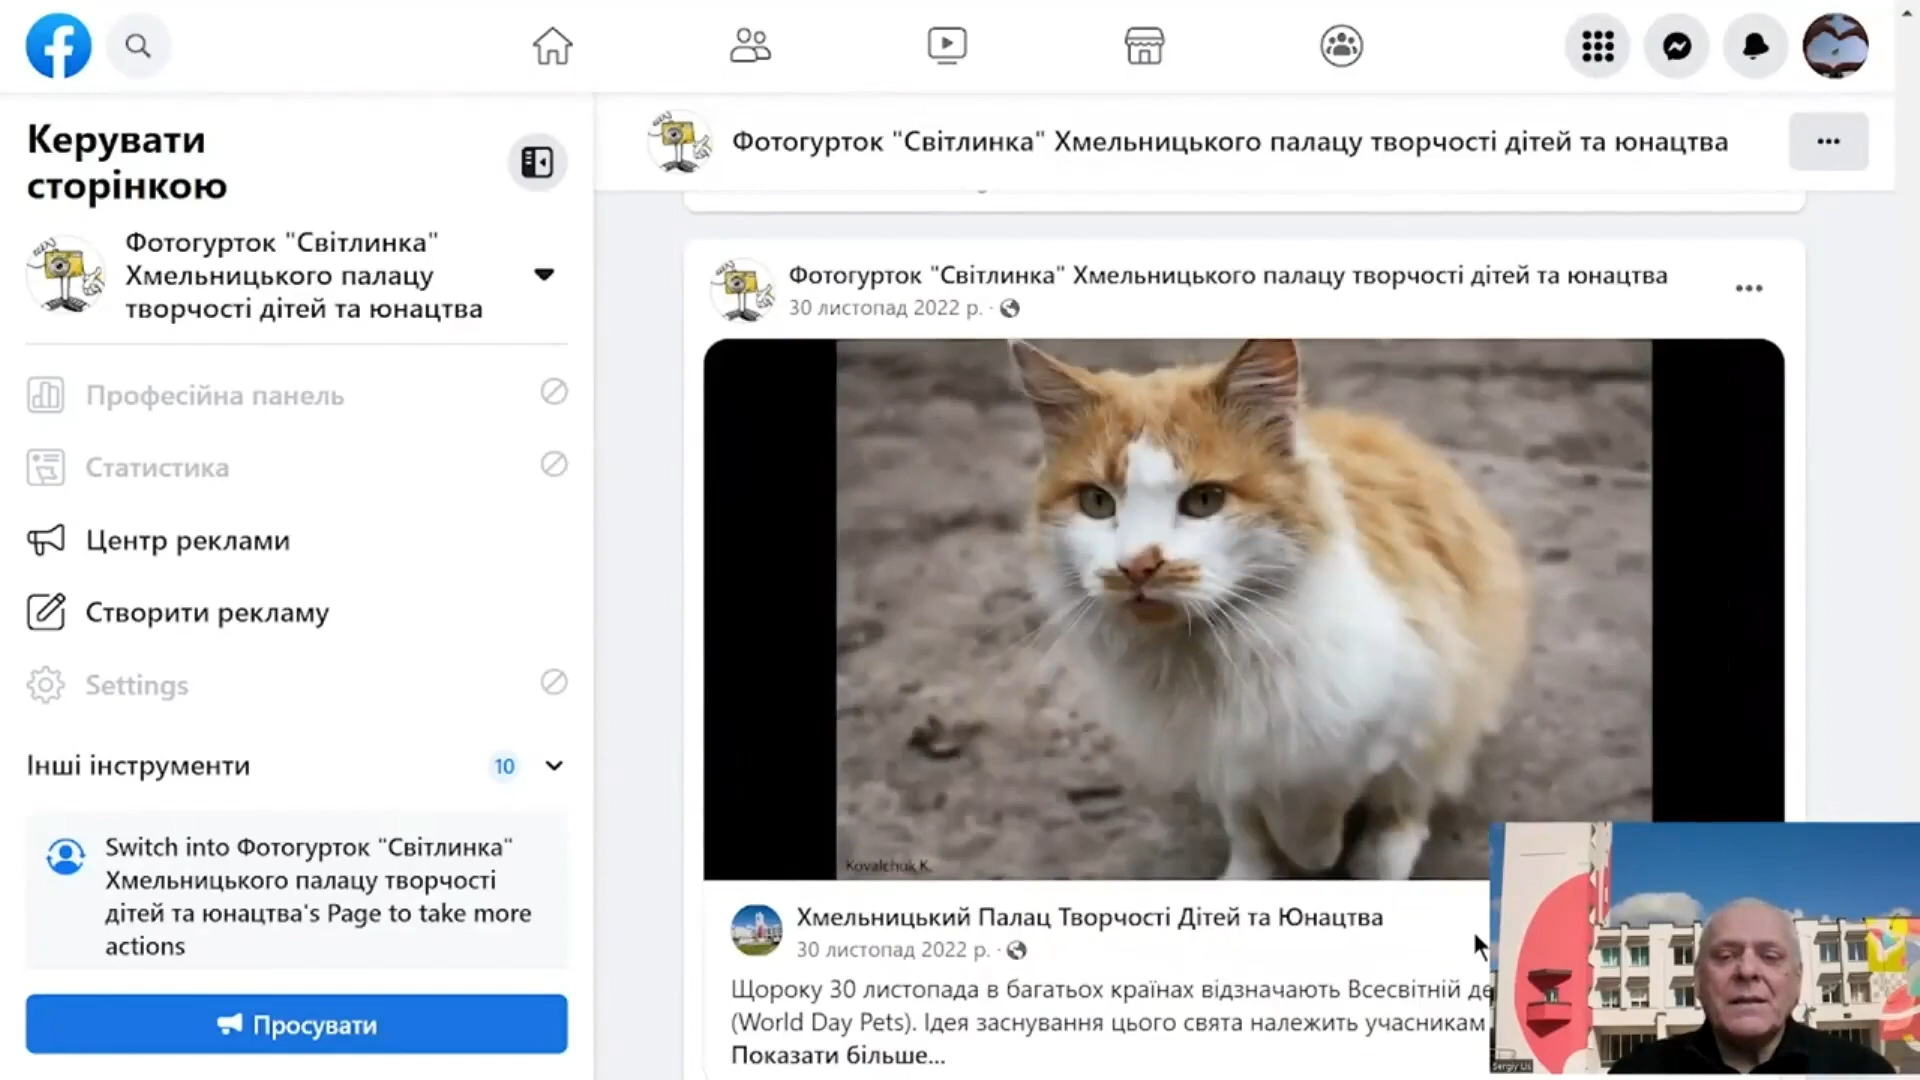 Керувати
сторінкою
Фотогурток "Світлинка"
Хмельницького палацу
творчості дітей та юнацтва
Професійна панель
Статистика
Центр реклами
Створити рекламу
Settings
Інші інструменти 10
Switch into Фотогурток "Світлинка"
Хмельницького палацу творчості
дітей та юнацтва's Page to take more
actions
Просувати
Фотогурток "Світлинка" Хмельницького палацу творчості дітей та юнацтва
Фотогурток "Світлинка" Хмельницького палацу творчості дітей та юнацтва
30 листопад 2022 р. ·
Kovalchuk K.
Хмельницький Палац Творчості Дітей та Юнацтва
30 листопад 2022 р. ·
Щороку 30 листопада в багатьох країнах відзначають Всесвітній де
(World Day Pets). Ідея заснування цього свята належить учасникам
Показати більше...
Sergiy Lis